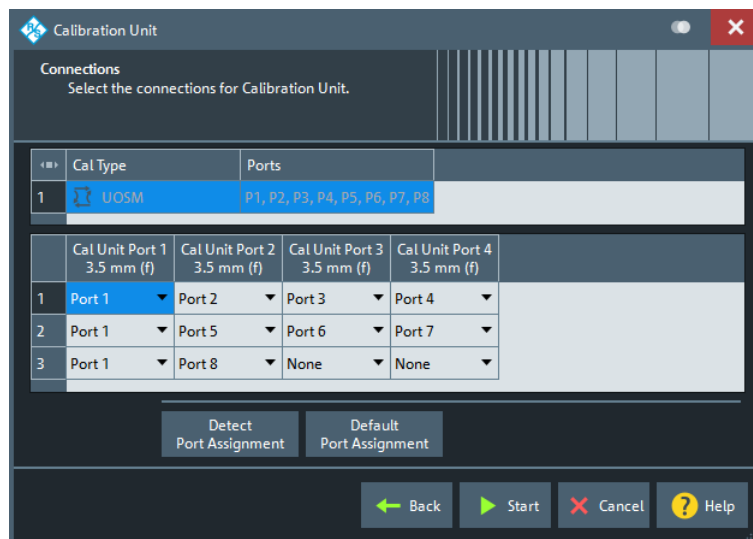 Calibration Unit
Connections
Select the connections for Calibration Unit.
Cal Type Ports
1 UOSM P1, P2, P3, P4, P5, P6, P7, P8
Cal Unit Port 1 Cal Unit Port 2 Cal Unit Port 3 Cal Unit Port 4
3.5 mm (f) 3.5 mm (f) 3.5 mm (f) 3.5 mm (f)
1 Port 1 Port 2 Port 3 Port 4
2 Port 1 Port 5 Port 6 Port 7
3 Port 1 Port 8 None None
Detect Default
Port Assignment Port Assignment
Back Start Cancel ? Help